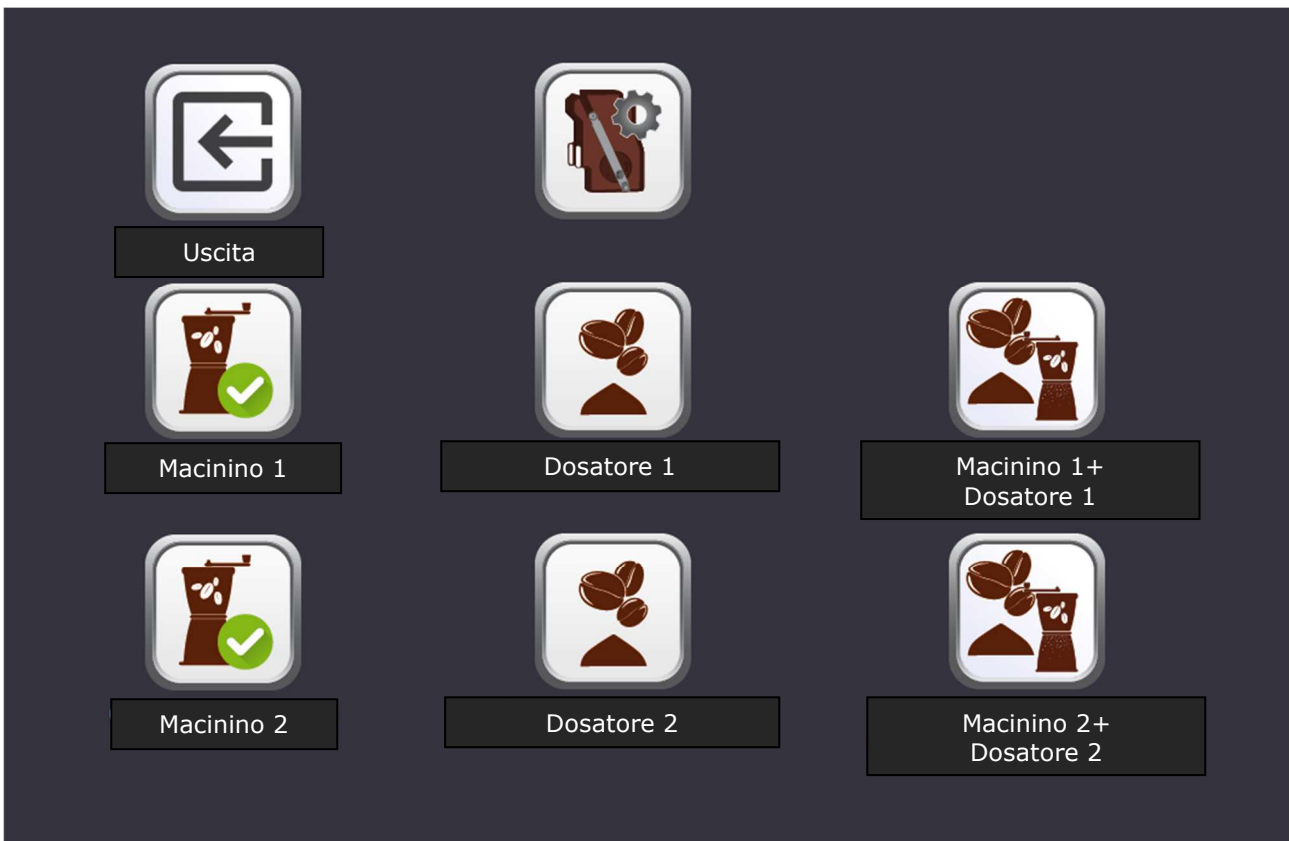 Uscita
Macinino 1
Dosatore 1
Macinino 1+
Dosatore 1
Macinino 2
Dosatore 2
Macinino 2+
Dosatore 2